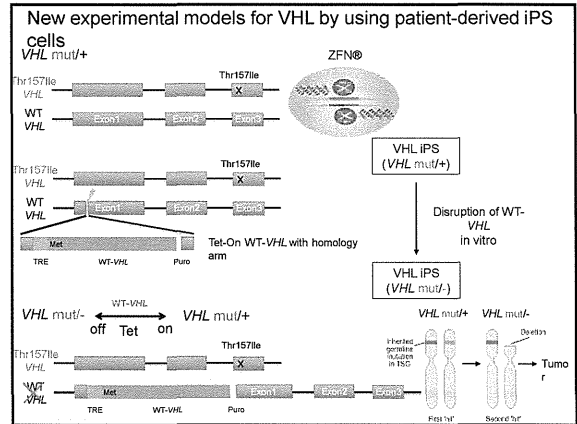 New experimental models for VHL by using patient-derived iPS
cells
VHL mut/+
ZFN®
Thr157Ile
Thr157Ile
VHL
X
WT
VHL
Exon1
Exon2
Exon3
VHL iPS
(VHL mut/+)
Thr157Ile
Thr157Ile
VHL
X
WT
VHL
Exon1
Exon2
Exon3
Disruption of WT-
VHL
in vitro
Met
Tet-On WT-VHL with homology
arm
TRE
WT-VHL
Puro
VHL iPS
(VHL mut/-)
VHL mut/-
WT-VHL
VHL mut/+
off Tet on
VHL mut/+
VHL mut/-
Inherited
germline
mutation
in TSG
Deletion
Thr157Ile
Thr157Ile
VHL
X
Tumo
r
WT
VHL
Met
Exon1
Exon2
Exon3
TRE
WT-VHL
Puro
First 'hit'
Second 'hit'